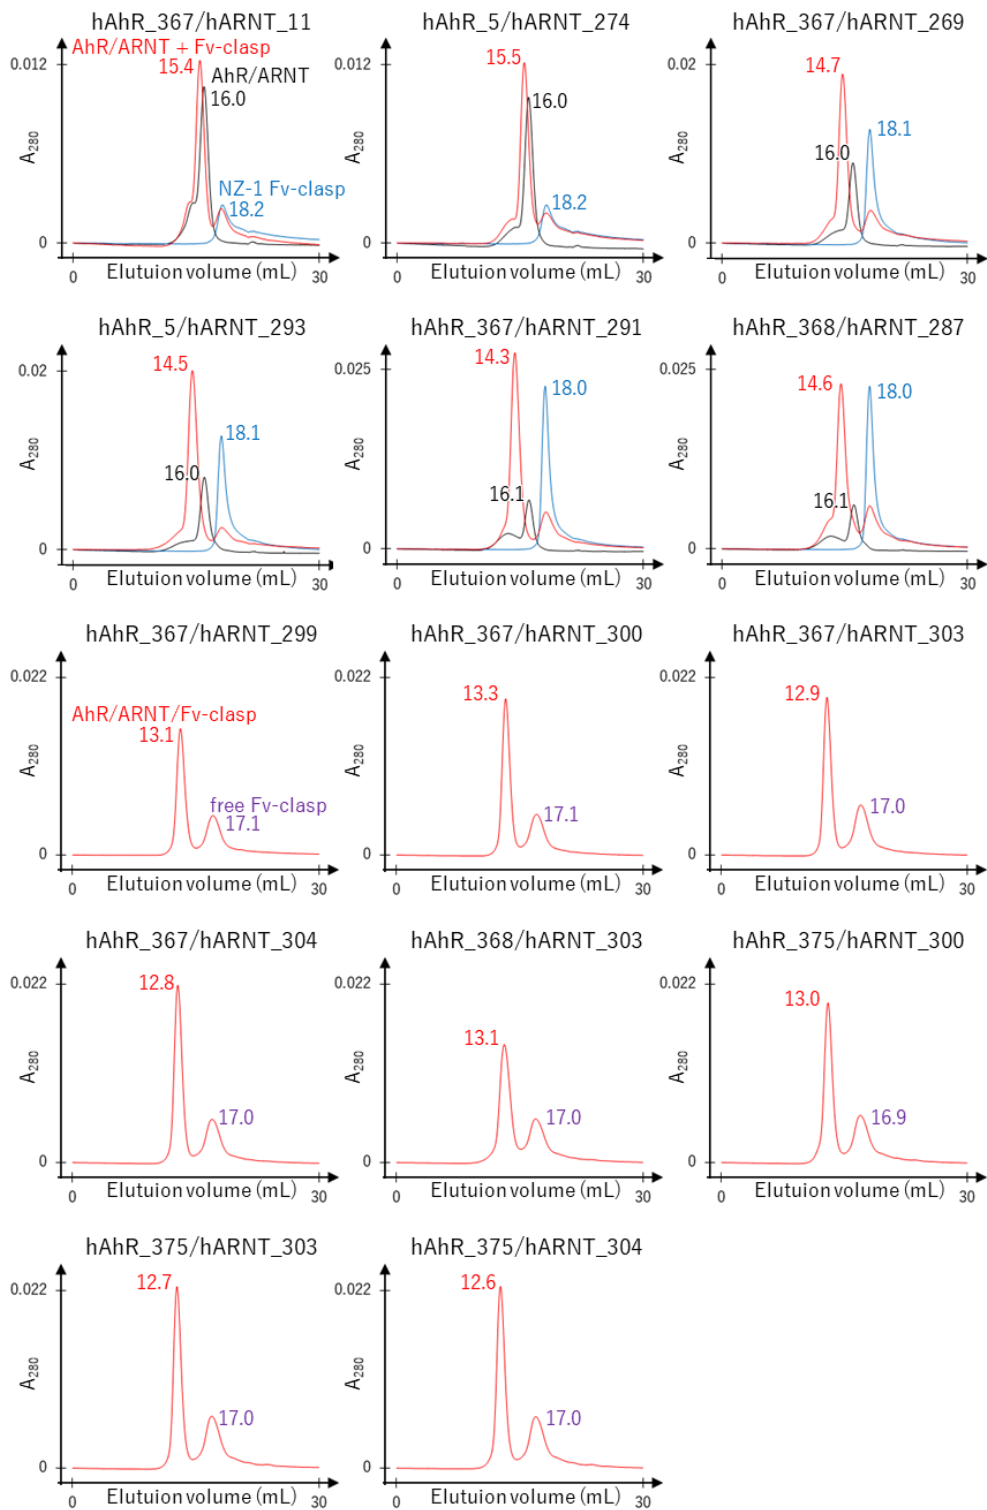 hAhR_367/hARNT_11
AhR/ARNT + Fv-clasp
0.012
15.4
AhR/ARNT
16.0
A280
NZ-1 Fv-clasp
18.2
0
Elutuion volume (mL)
0
30
hAhR_5/hARNT_274
0.012
15.5
16.0
A280
18.2
0
Elutuion volume (mL)
0
30
hAhR_367/hARNT_269
0.02
14.7
18.1
16.0
A280
0
Elutuion volume (mL)
0
30
hAhR_5/hARNT_293
14.5
0.02
18.1
A280
16.0
0
Elutuion volume (mL)
0
30
hAhR_367/hARNT_291
14.3
0.025
18.0
A280
16.1
0
Elutuion volume (mL)
0
30
hAhR_368/hARNT_287
0.025
14.6
18.0
A280
16.1
0
Elutuion volume (mL)
0
30
hAhR_367/hARNT_299
0.022
AhR/ARNT/Fv-clasp
13.1
A280
free Fv-clasp
17.1
0
Elutuion volume (mL)
0
30
hAhR_367/hARNT_300
0.022
13.3
A280
17.1
0
Elutuion volume (mL)
0
30
hAhR_367/hARNT_303
0.022
12.9
A280
17.0
0
Elutuion volume (mL)
0
30
hAhR_367/hARNT_304
0.022
12.8
A280
17.0
0
Elutuion volume (mL)
0
30
hAhR_368/hARNT_303
0.022
13.1
A280
17.0
0
Elutuion volume (mL)
0
30
hAhR_375/hARNT_300
0.022
13.0
A280
16.9
0
Elutuion volume (mL)
0
30
hAhR_375/hARNT_303
12.7
0.022
A280
17.0
0
Elutuion volume (mL)
0
30
hAhR_375/hARNT_304
12.6
0.022
A280
17.0
0
Elutuion volume (mL)
0
30